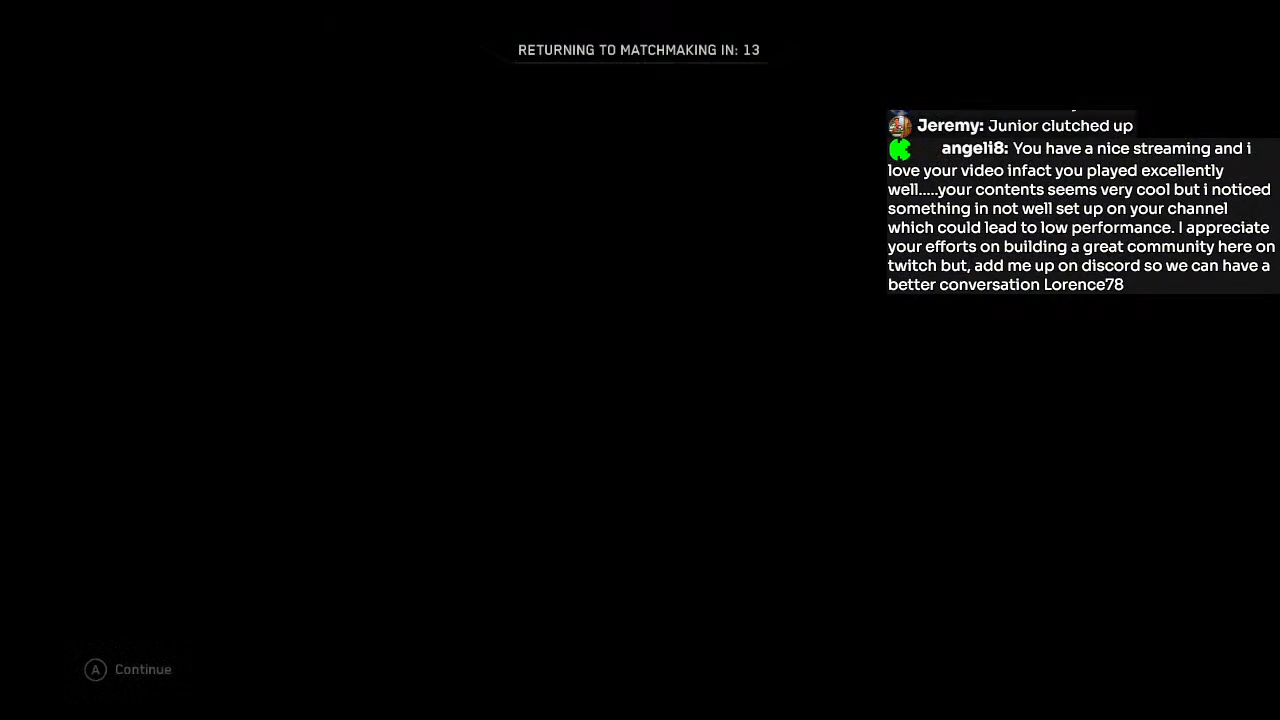 RETURNING TO MATCHMAKING IN: 13
Jeremy: Junior clutched up
angeli8: You have a nice streaming and i
love your video infact you played excellently
well.....your contents seems very cool but i noticed
something in not well set up on your channel
which could lead to low performance. I appreciate
your efforts on building a great community here on
twitch but, add me up on discord so we can have a
better conversation Lorence78
A Continue